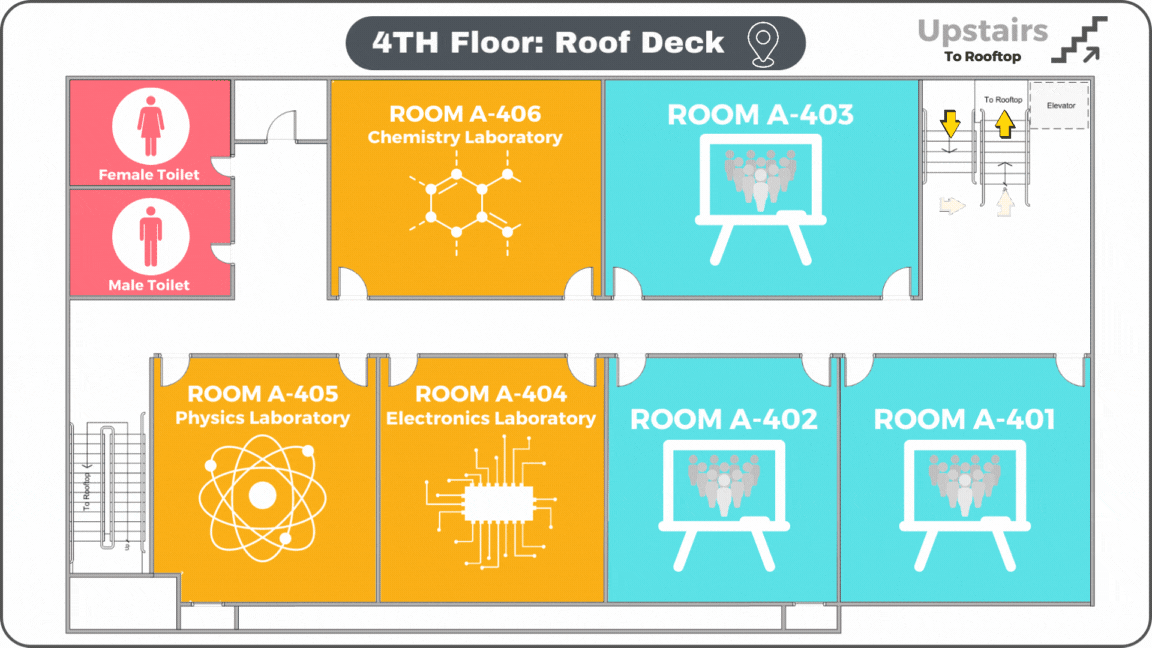 4TH Floor: Roof Deck
Upstairs
To Rooftop
Female Toilet
Male Toilet
ROOM A-406
Chemistry Laboratory
ROOM A-403
To Rooftop
Elevator
ROOM A-405
Physics Laboratory
ROOM A-404
Electronics Laboratory
ROOM A-402
ROOM A-401
To Rooftop